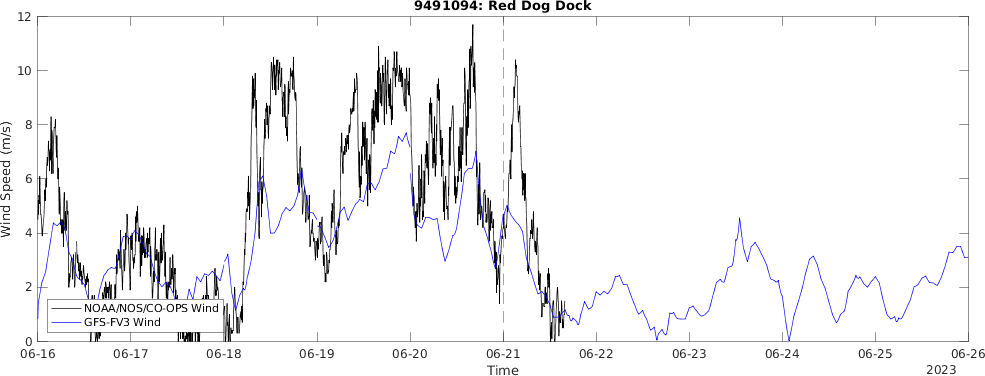 9491094: Red Dog Dock
12
10
8
6
4
2
0
Wind Speed (m/s)
NOAA/NOS/CO-OPS Wind
GFS-FV3 Wind
06-16 06-17 06-18 06-19 06-20 06-21 06-22 06-23 06-24 06-25 06-26
Time
2023